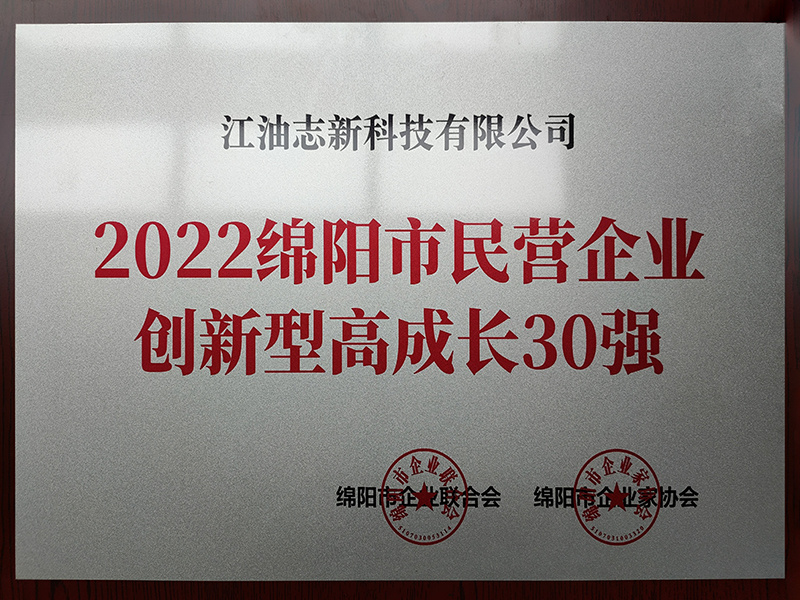 江油志新科技有限公司
2022绵阳市民营企业
创新型高成长30强
绵阳市企业联合会 绵阳市企业家协会